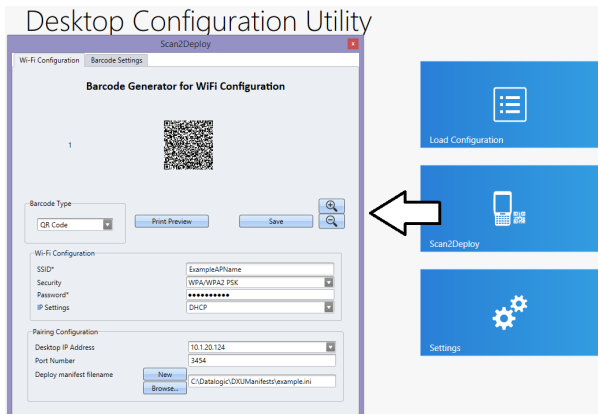 Desktop Configuration Utility
Scan2Deploy
x
Wi-Fi Configuration Barcode Settings
Barcode Generator for WiFi Configuration
1
Barcode Type
QR Code
Print Preview
Save
Wi-Fi Configuration
SSID* ExampleAPName
Security WPA/WPA2 PSK
Password* ●●●●●●●●●●
IP Settings DHCP
Pairing Configuration
Desktop IP Address 10.1.20.124
Port Number 3454
Deploy manifest filename New C:\Datalogic\DXUManifests\example.ini
Browse...
Load Configuration
Scan2Deploy
Settings